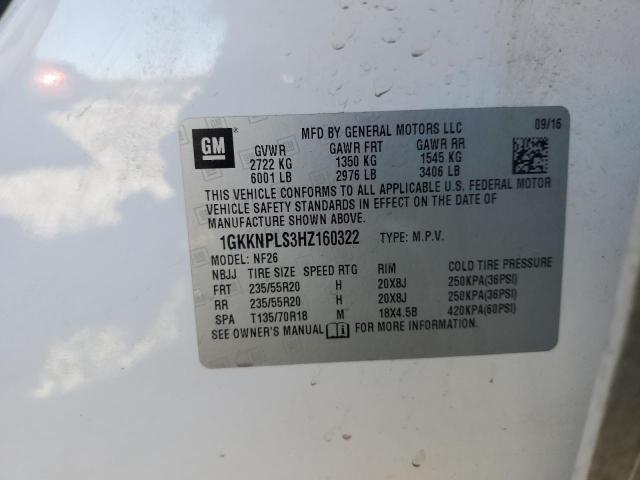 GM
MFD BY GENERAL MOTORS LLC 09/16
GVWR GAWR FRT GAWR RR
2722 KG 1350 KG 1545 KG
6001 LB 2976 LB 3406 LB
THIS VEHICLE CONFORMS TO ALL APPLICABLE U.S. FEDERAL MOTOR
VEHICLE SAFETY STANDARDS IN EFFECT ON THE DATE OF
MANUFACTURE SHOWN ABOVE.
1GKKNPLS3HZ160322 TYPE: M.P.V.
MODEL: NF26
NBJJ TIRE SIZE SPEED RTG RIM COLD TIRE PRESSURE
FRT 235/55R20 H 20X8J 250KPA(36PSI)
RR 235/55R20 H 20X8J 250KPA(36PSI)
SPA T135/70R18 M 18X4.5B 420KPA(60PSI)
SEE OWNER'S MANUAL FOR MORE INFORMATION.